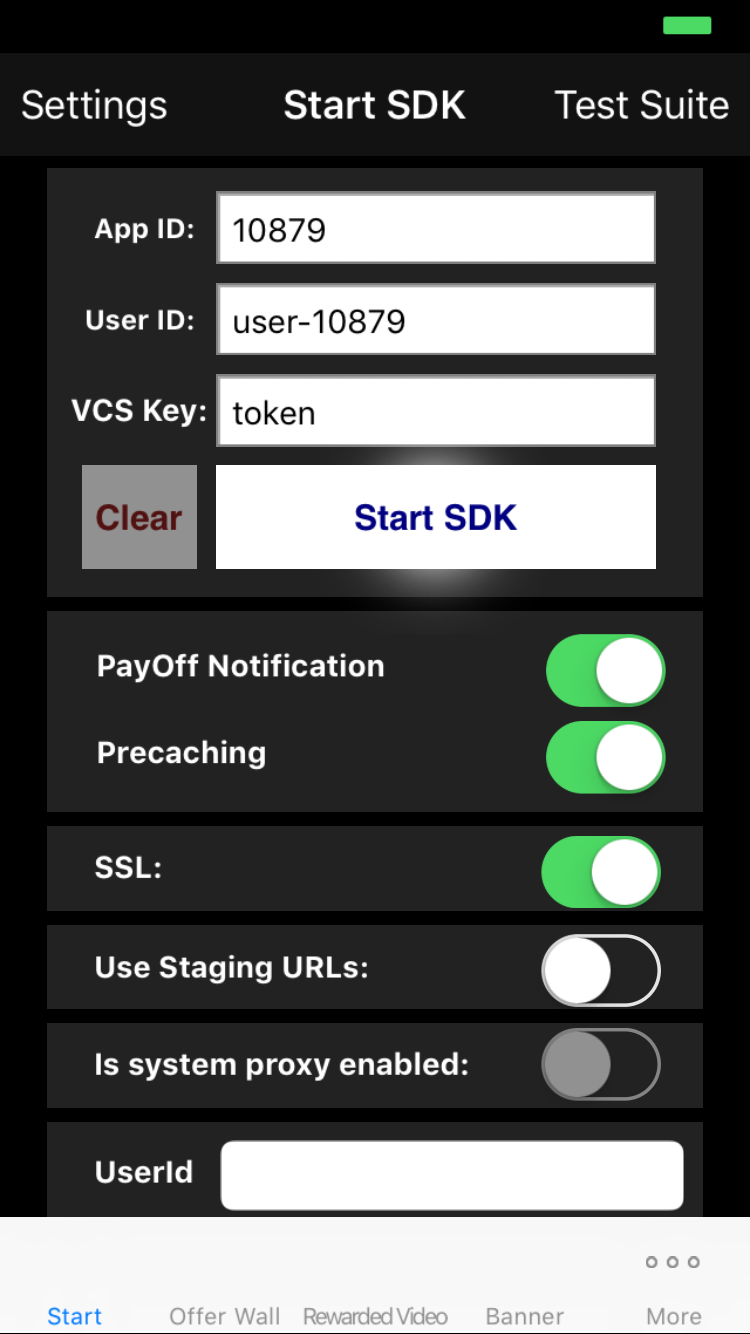 Settings Start SDK Test Suite
App ID: 10879
User ID: user-10879
VCS Key: token
Clear Start SDK
PayOff Notification
Precaching
SSL:
Use Staging URLs:
Is system proxy enabled:
UserId
Start Offer Wall Rewarded Video Banner More